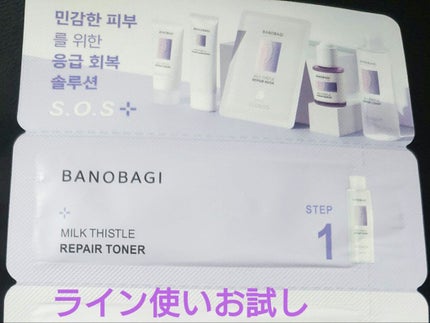 민감한 피부
를 위한
응급 회복
솔루션
S.O.S
BANOBAGI
MILK THISTLE
REPAIR TONER
STEP
1
ライン使いお試し